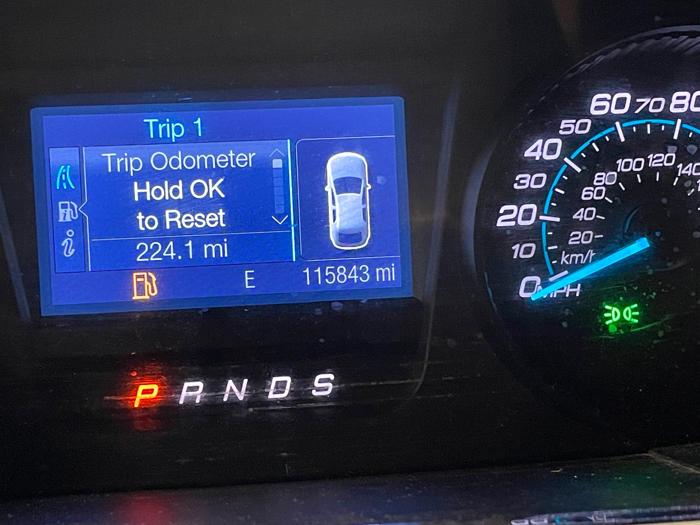 Trip 1
Trip Odometer
Hold OK
to Reset
224.1 mi
E
115843 mi
P R N D S
0
10
20
30
40
50
60
70
80
MPH
km/h
20
40
60
80
100
120
140